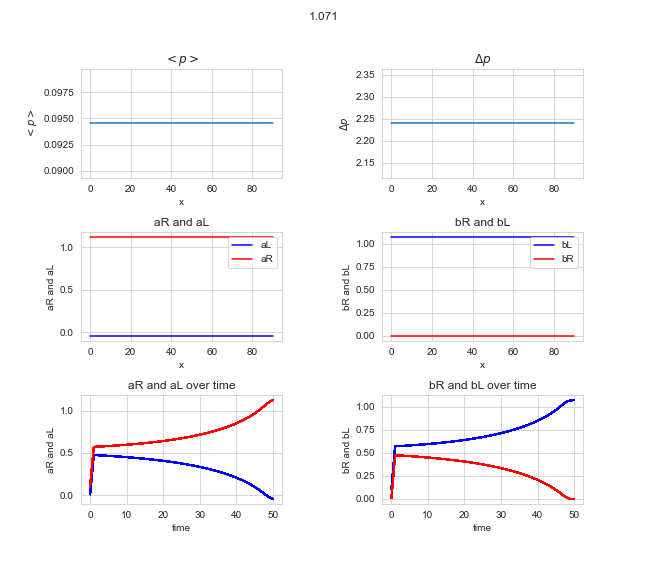 1.071
< p >
Δp
0.0975
0.0950
0.0925
0.0900
< p >
0 20 40 60 80
x
2.35
2.30
2.25
2.20
2.15
Δp
0 20 40 60 80
x
aR and aL
bR and bL
1.0
0.5
0.0
aR and aL
aL
aR
0 20 40 60 80
x
1.00
0.75
0.50
0.25
0.00
bR and bL
bL
bR
0 20 40 60 80
x
aR and aL over time
bR and bL over time
1.0
0.5
0.0
aR and aL
0 10 20 30 40 50
time
1.00
0.75
0.50
0.25
0.00
bR and bL
0 10 20 30 40 50
time